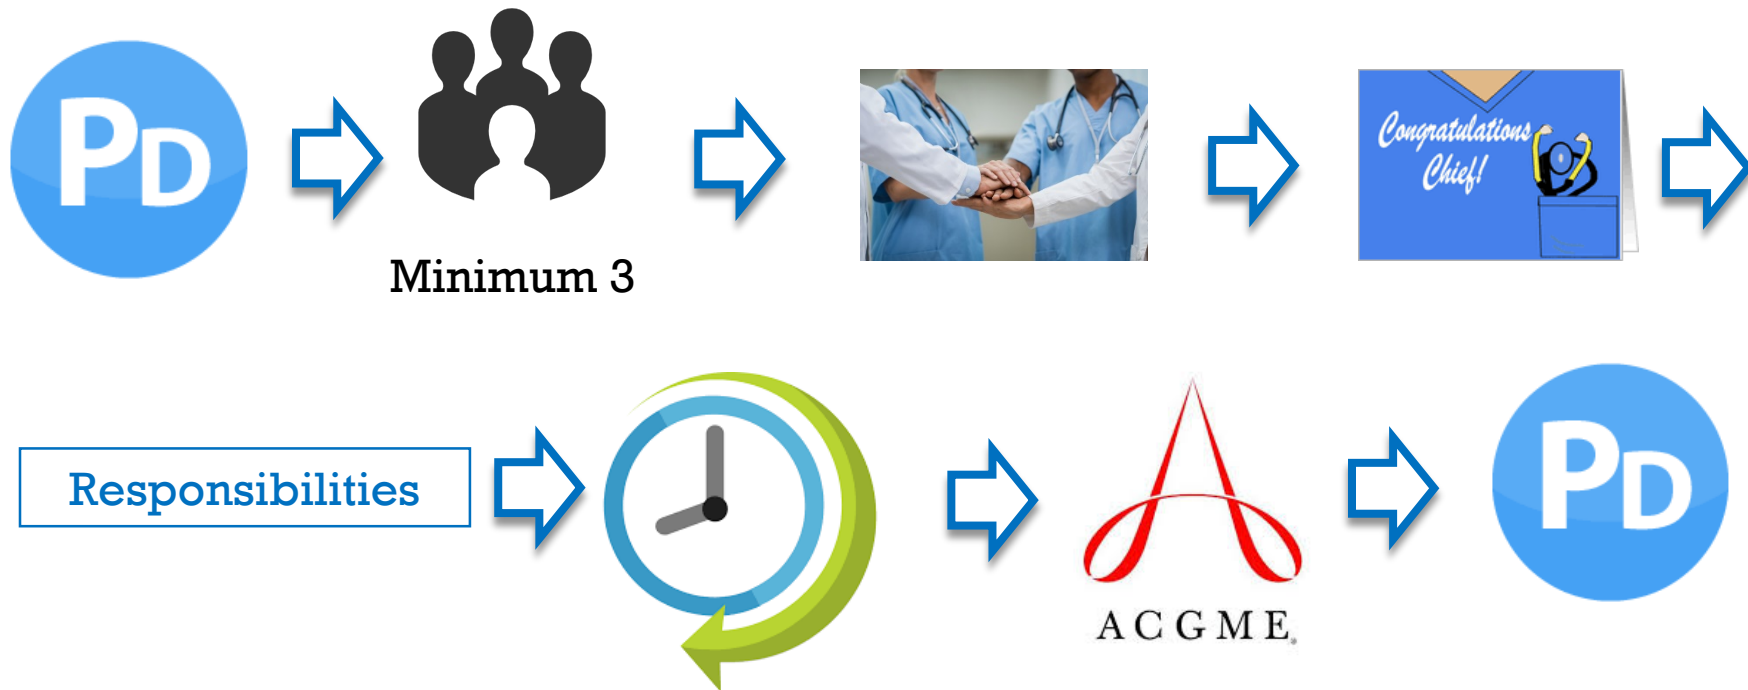 PD
Minimum 3
Congratulations
Chief!
Responsibilities
ACGME
PD